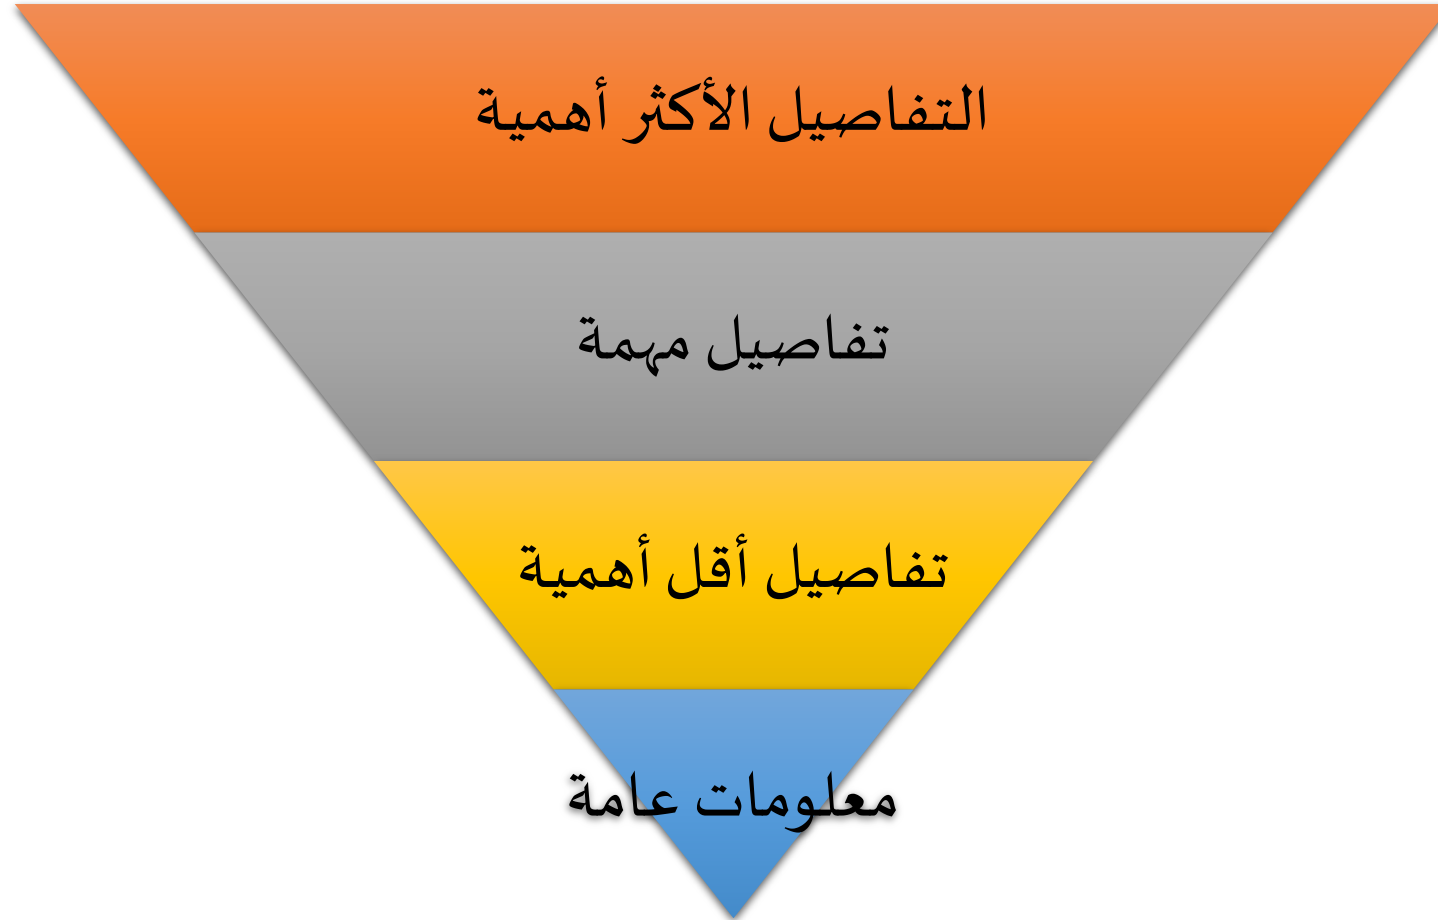 التفاصيل الأكثر أهمية
تفاصيل مهمة
تفاصيل أقل أهمية
معلومات عامة